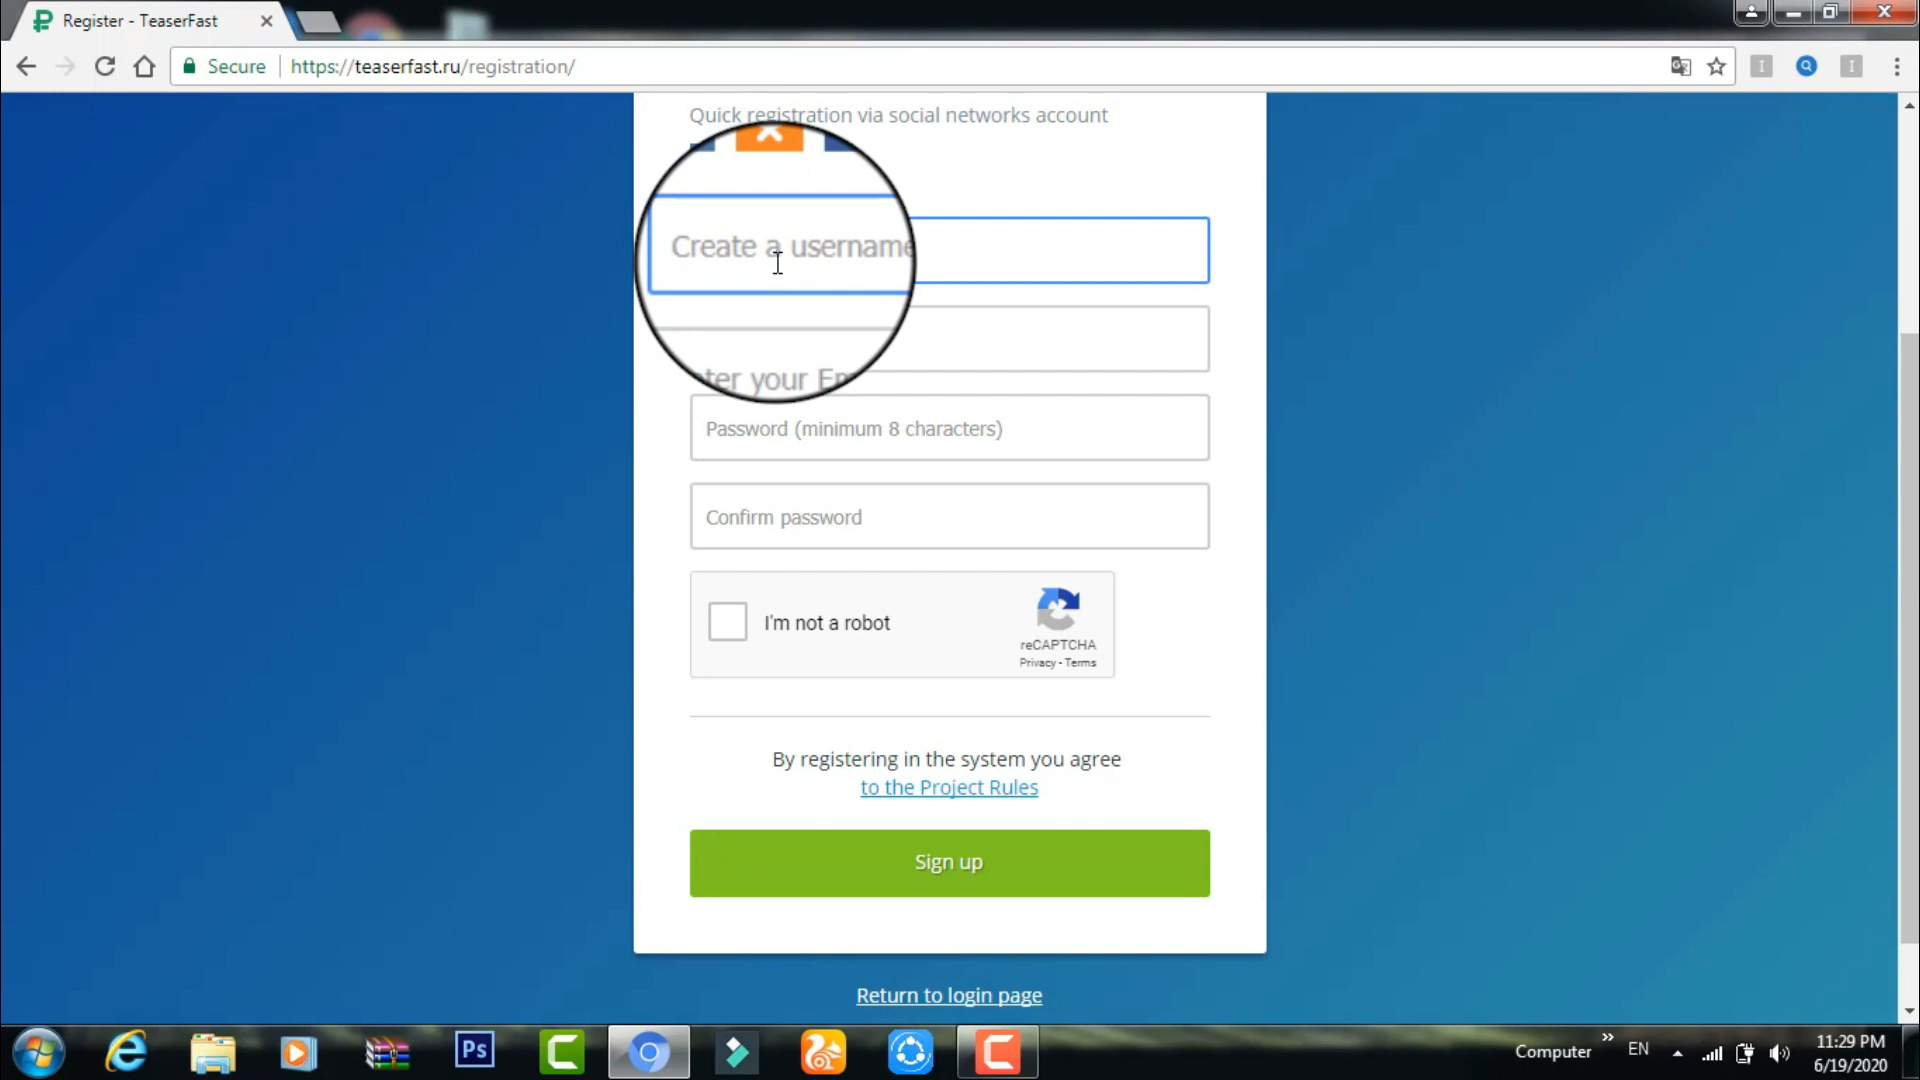 Register - TeaserFast
Secure
https://teaserfast.ru/registration/
Quick registration via social networks account
Create a username
your
Password (minimum 8 characters)
Confirm password
I'm not a robot
reCAPTCHA
Privacy - Terms
By registering in the system you agree
to the Project Rules
Sign up
Return to login page
Ps
Computer
»
EN
11:29 PM
6/19/2020